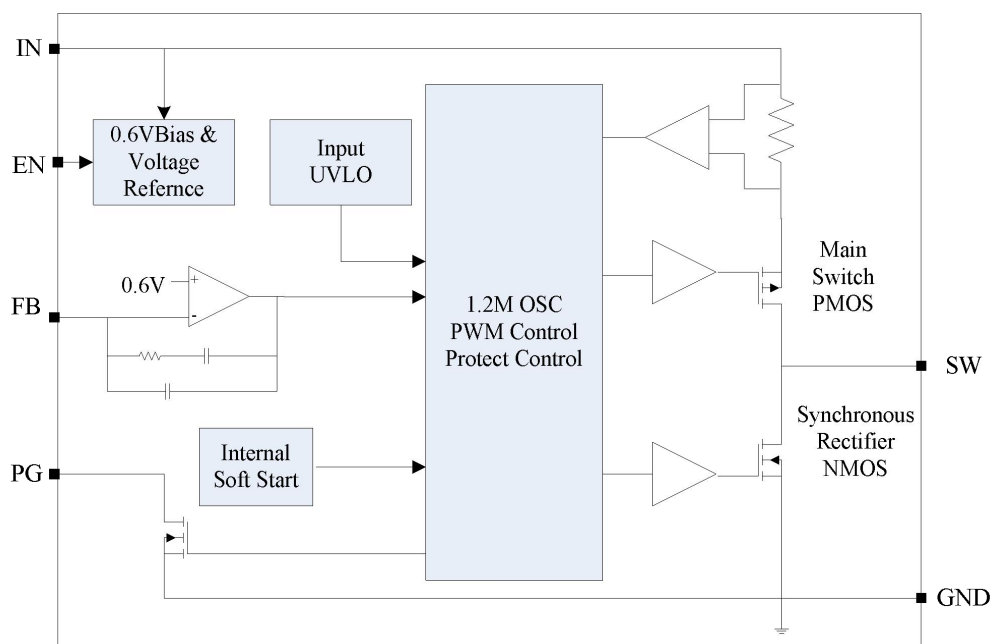 IN
0.6VBias &
Voltage
Refernce
EN
Input
UVLO
0.6V
+
-
FB
1.2M OSC
PWM Control
Protect Control
Main
Switch
PMOS
SW
Synchronous
Rectifier
NMOS
Internal
Soft Start
PG
GND